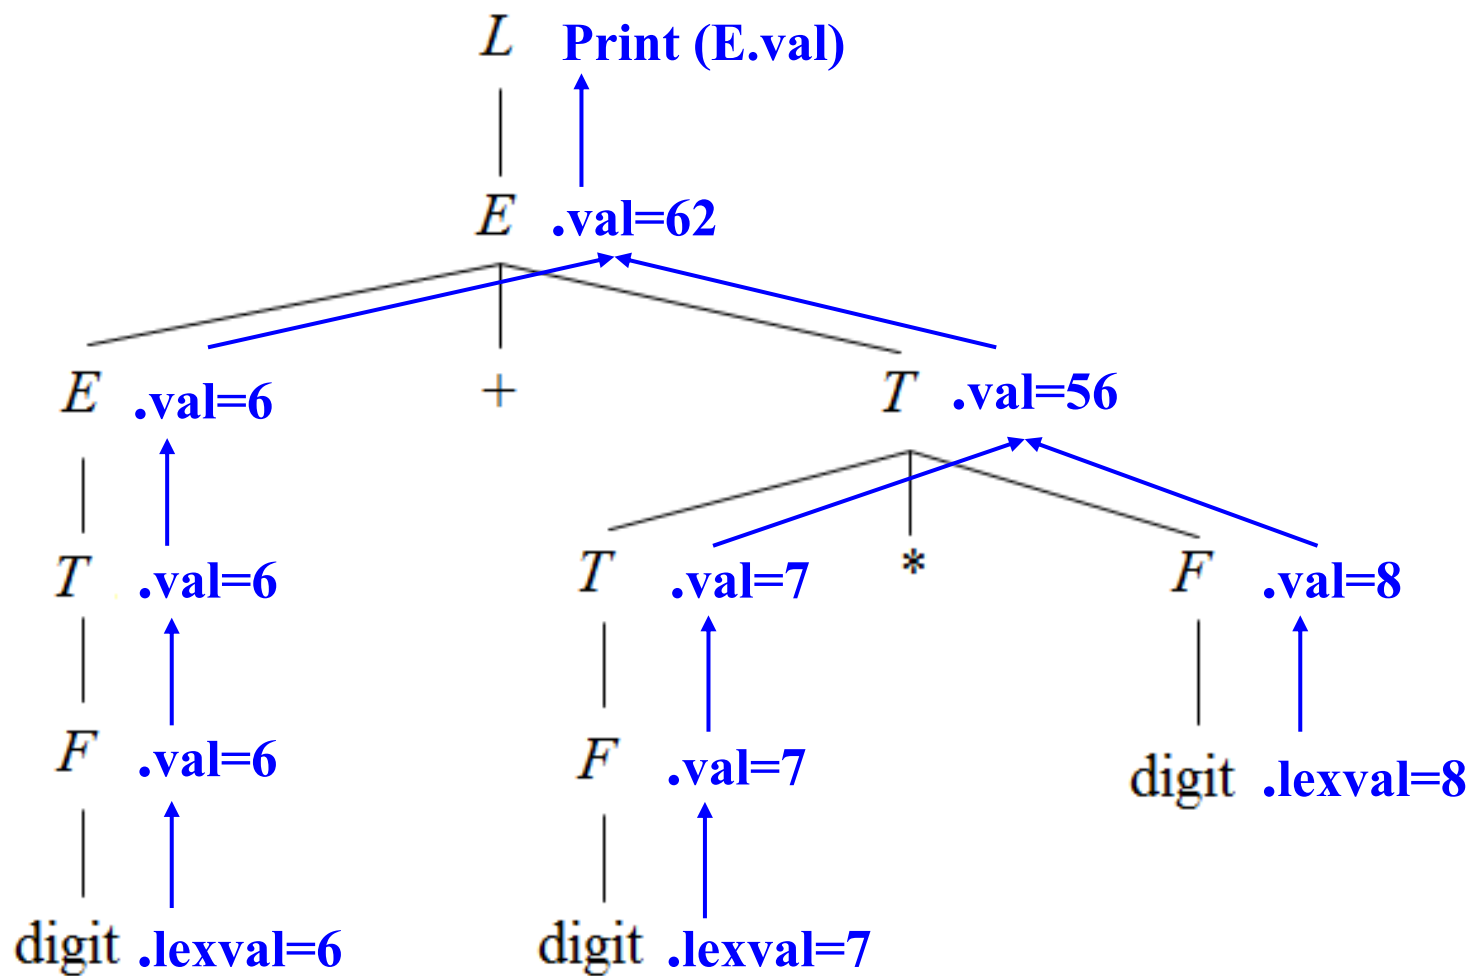 L Print (E.val)
E .val=62
E .val=6 + T .val=56
T .val=6 T .val=7 * F .val=8
F .val=6 F .val=7 digit .lexval=8
digit .lexval=6 digit .lexval=7